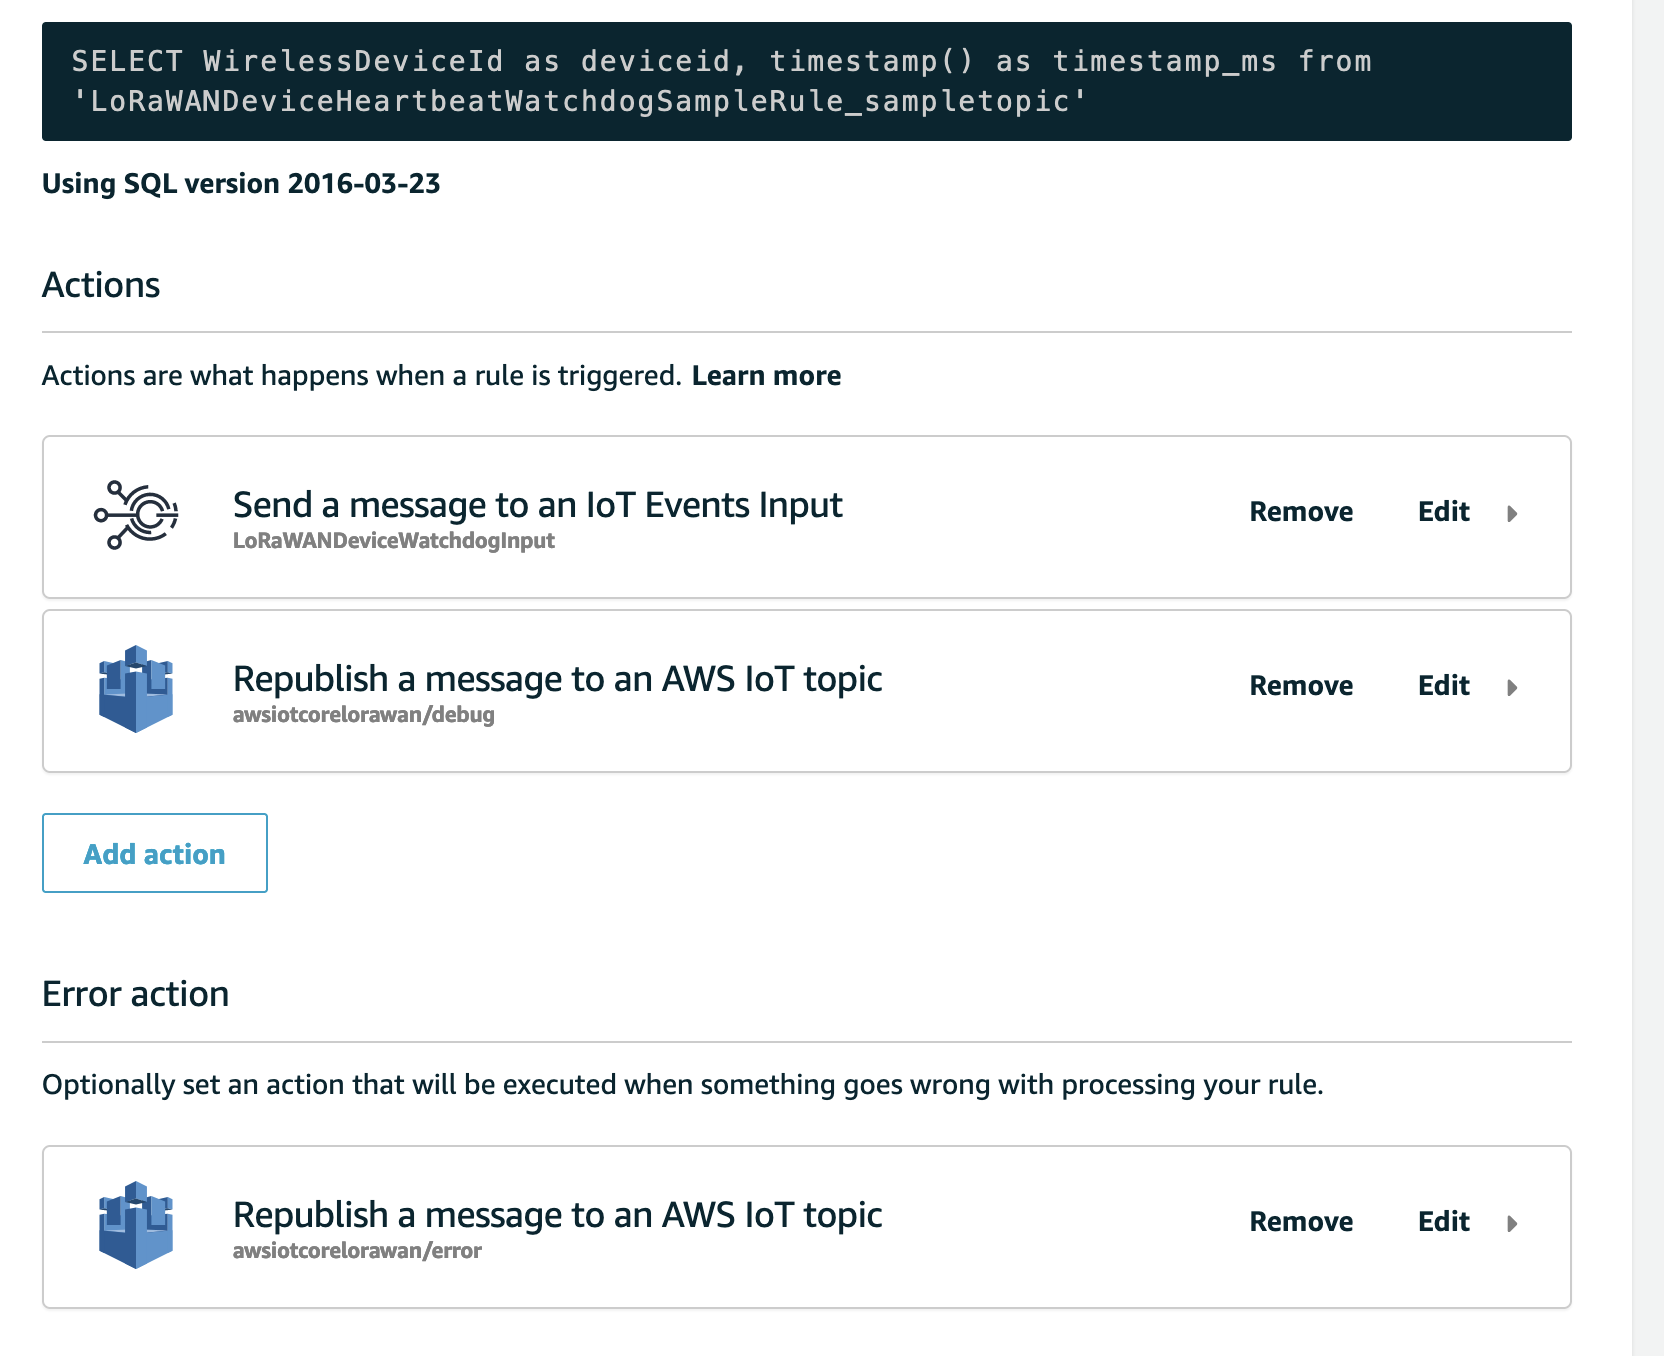 SELECT WirelessDeviceId as deviceid, timestamp() as timestamp_ms from
'LoRaWANDeviceHeartbeatWatchdogSampleRule_sampletopic'
Using SQL version 2016-03-23
Actions
Actions are what happens when a rule is triggered. Learn more
Send a message to an IoT Events Input
LoRaWANDeviceWatchdogInput
Remove Edit
Republish a message to an AWS IoT topic
awsiotcorelorawan/debug
Remove Edit
Add action
Error action
Optionally set an action that will be executed when something goes wrong with processing your rule.
Republish a message to an AWS IoT topic
awsiotcorelorawan/error
Remove Edit